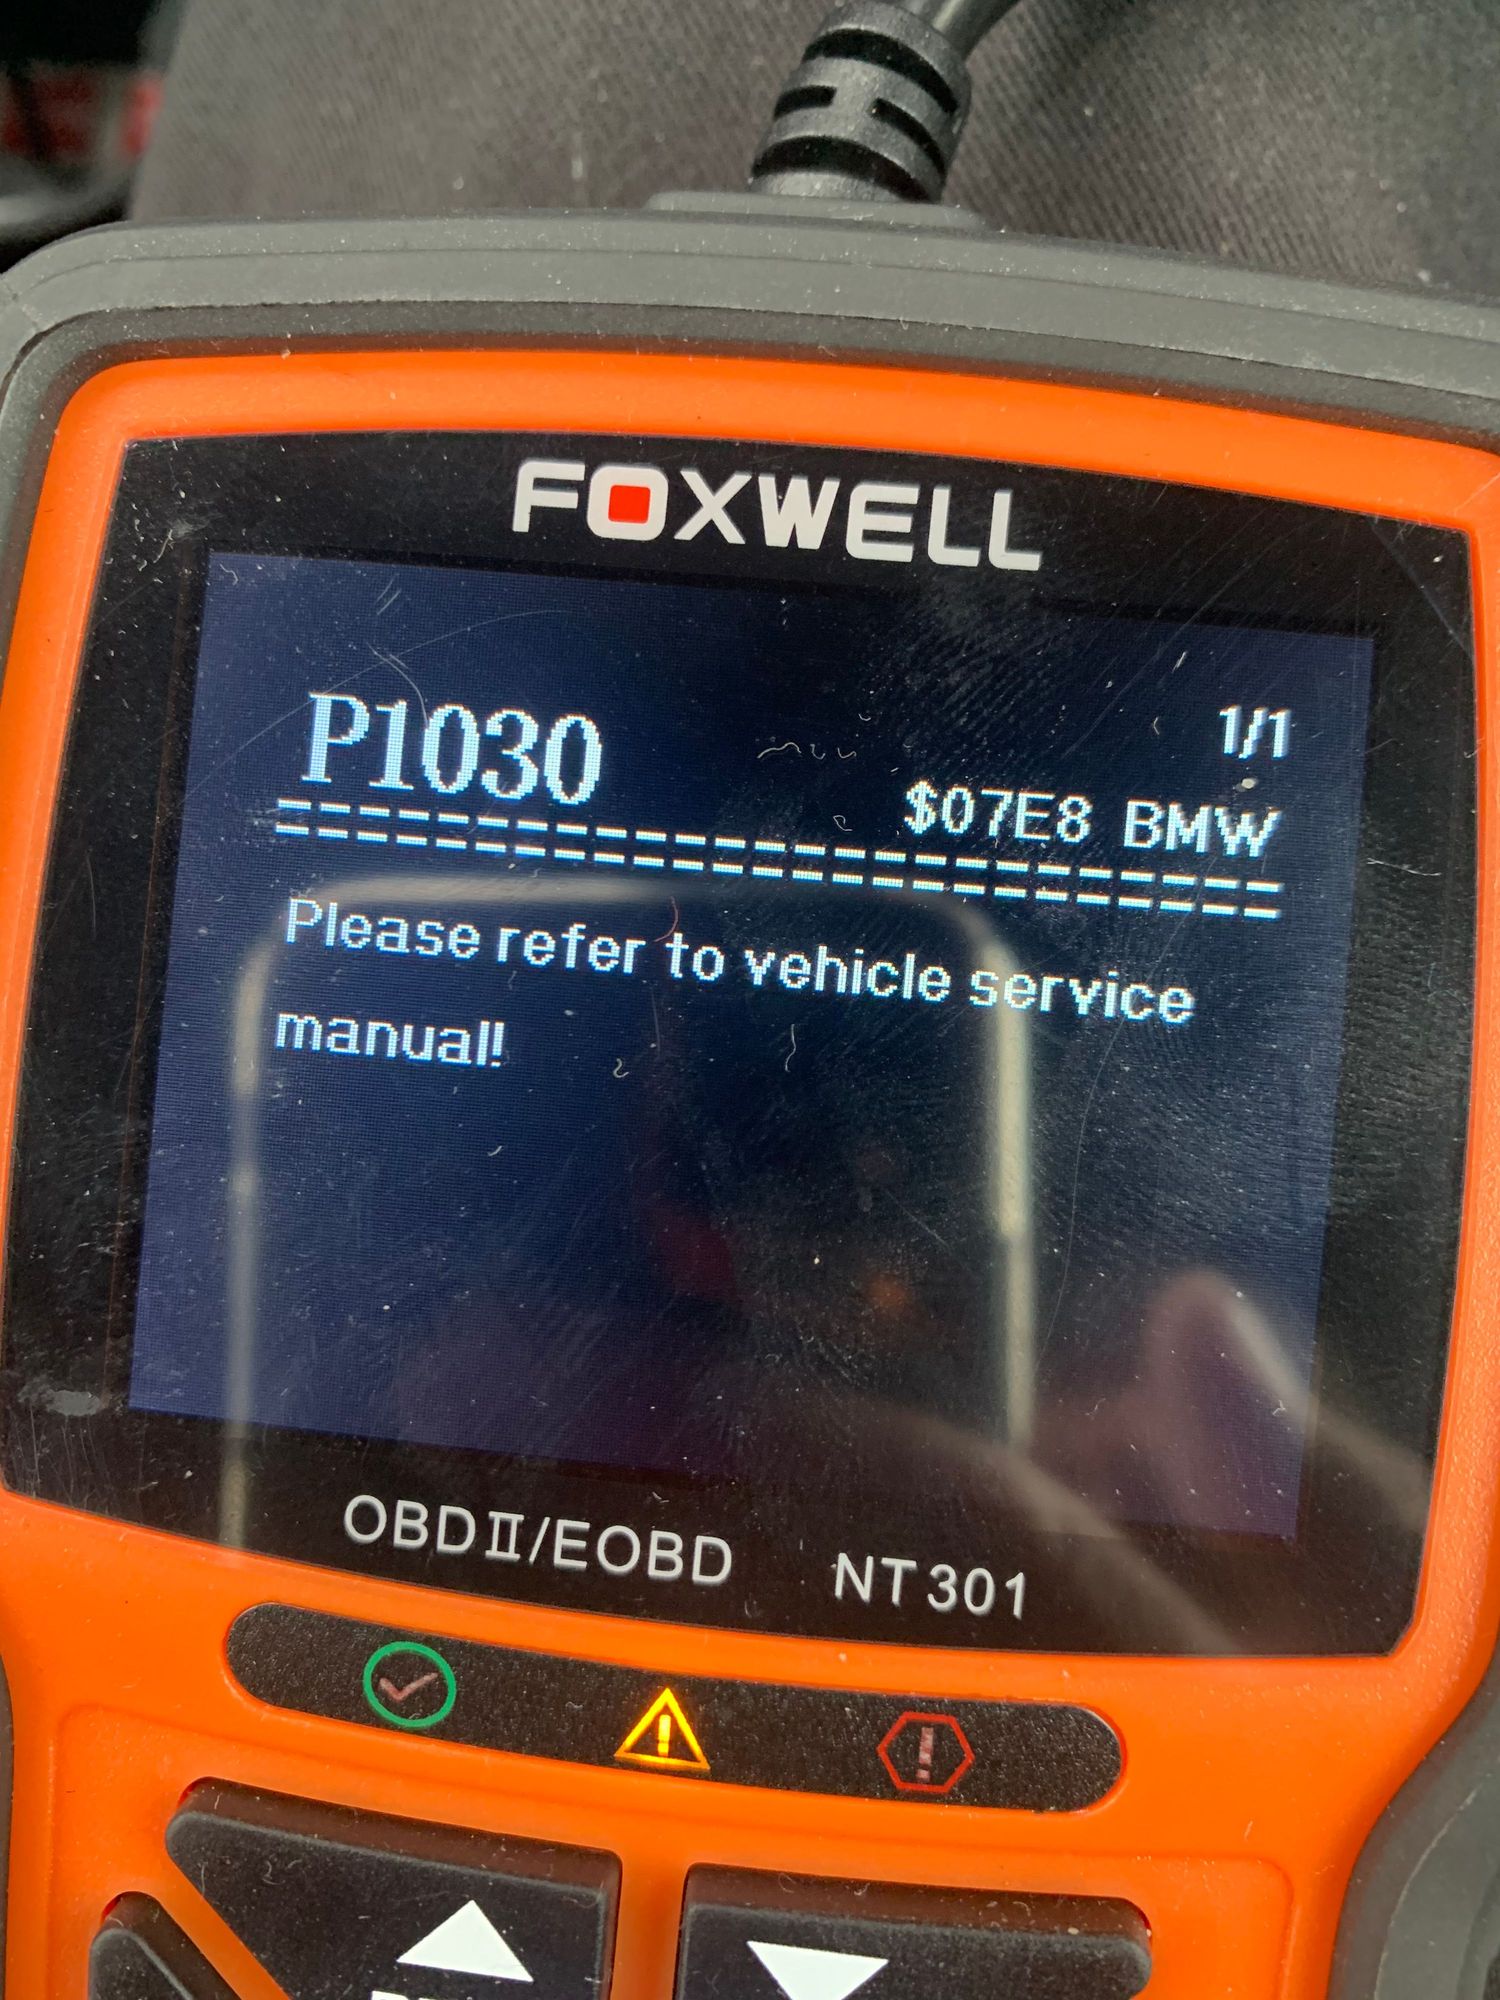 FOXWELL
P1030
1/1
$07E8 BMW
Please refer to vehicle service
manual!
OBDⅡ/EOBD NT301